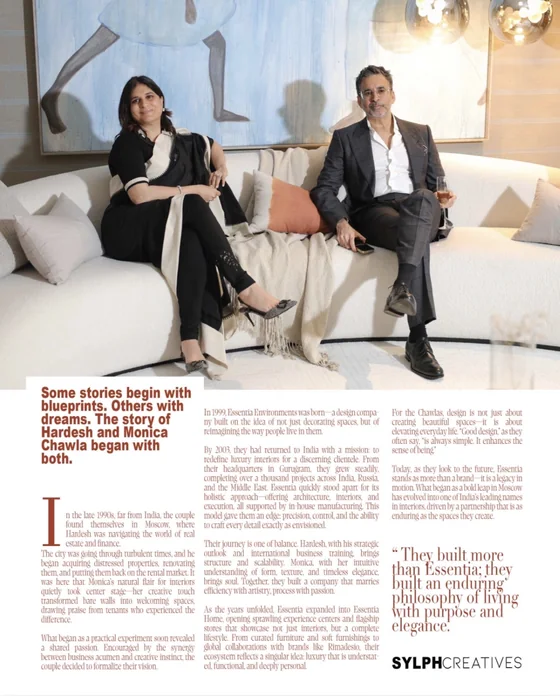 Some stories begin with
blueprints. Others with
dreams. The story of
Hardesh and Monica
Chawla began with
both.
In the late 1990s, far from India, the couple
found themselves in Moscow, where
Hardesh was navigating the world of real
estate and finance.
The city was going through turbulent times, and he
began acquiring distressed properties, renovating
them, and putting them back on the rental market. It
was here that Monica's natural flair for interiors
quietly took center stage—her creative touch
transformed bare walls into welcoming spaces,
drawing praise from tenants who experienced the
difference.
What began as a practical experiment soon revealed
a shared passion. Encouraged by the synergy
between business acumen and creative instinct, the
couple decided to formalize their vision.
In 1999, Essentia Environments was born—a design compa-
ny built on the idea of not just decorating spaces, but of
reimagining the way people live in them.
By 2003, they had returned to India with a mission: to
redefine luxury interiors for a discerning clientele. From
their headquarters in Gurugram, they grew steadily,
completing over a thousand projects across India, Russia,
and the Middle East. Essentia quickly stood apart for its
holistic approach—offering architecture, interiors, and
execution, all supported by in-house manufacturing. This
model gave them an edge: precision, control, and the ability
to craft every detail exactly as envisioned.
Their journey is one of balance. Hardesh, with his strategic
outlook and international business training, brings
structure and scalability. Monica, with her intuitive
understanding of form, texture, and timeless elegance,
brings soul. Together, they built a company that marries
efficiency with artistry, process with passion.
As the years unfolded, Essentia expanded into Essentia
Home, opening sprawling experience centers and flagship
stores that showcase not just interiors, but a complete
lifestyle. From curated furniture and soft furnishings to
global collaborations with brands like Rimadesio, their
ecosystem reflects a singular idea: luxury that is understat-
ed, functional, and deeply personal.
For the Chawlas, design is not just about
creating beautiful spaces—it is about
elevating everyday life. "Good design," as they
often say, "is always simple. It enhances the
sense of being."
Today, as they look to the future, Essentia
stands as more than a brand—it is a legacy in
motion. What began as a bold leap in Moscow
has evolved into one of India's leading names
in interiors, driven by a partnership that is as
enduring as the spaces they create.
“ They built more
than Essentia; they
built an enduring"
philosophy of living
with purpose and
elegance.
SYLPHCREATIVES